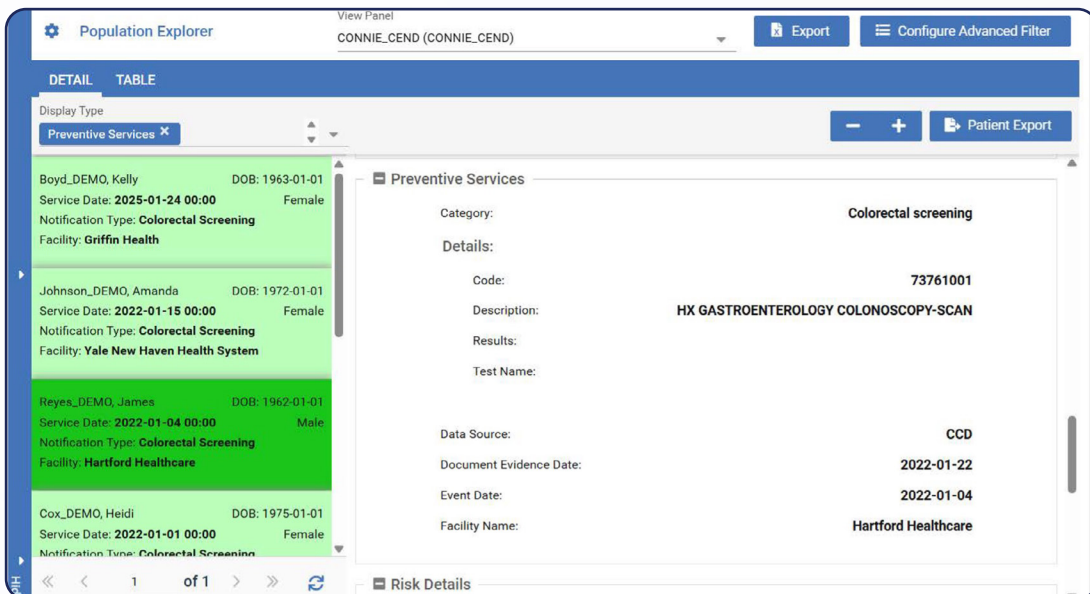 Population Explorer
View Panel
CONNIE_CEND (CONNIE_CEND)
Export
Configure Advanced Filter
DETAIL TABLE
Display Type
Preventive Services ×
Patient Export
Boyd_DEMO, Kelly DOB: 1963-01-01
Service Date: 2025-01-24 00:00 Female
Notification Type: Colorectal Screening
Facility: Griffin Health
Johnson_DEMO, Amanda DOB: 1972-01-01
Service Date: 2022-01-15 00:00 Female
Notification Type: Colorectal Screening
Facility: Yale New Haven Health System
Reyes_DEMO, James DOB: 1962-01-01
Service Date: 2022-01-04 00:00 Male
Notification Type: Colorectal Screening
Facility: Hartford Healthcare
Cox_DEMO, Heidi DOB: 1975-01-01
Service Date: 2022-01-01 00:00 Female
Notification Type: Colorectal Screening
1 of 1
Preventive Services
Category: Colorectal screening
Details:
Code: 73761001
Description: HX GASTROENTEROLOGY COLONOSCOPY-SCAN
Results:
Test Name:
Data Source: CCD
Document Evidence Date: 2022-01-22
Event Date: 2022-01-04
Facility Name: Hartford Healthcare
Risk Details